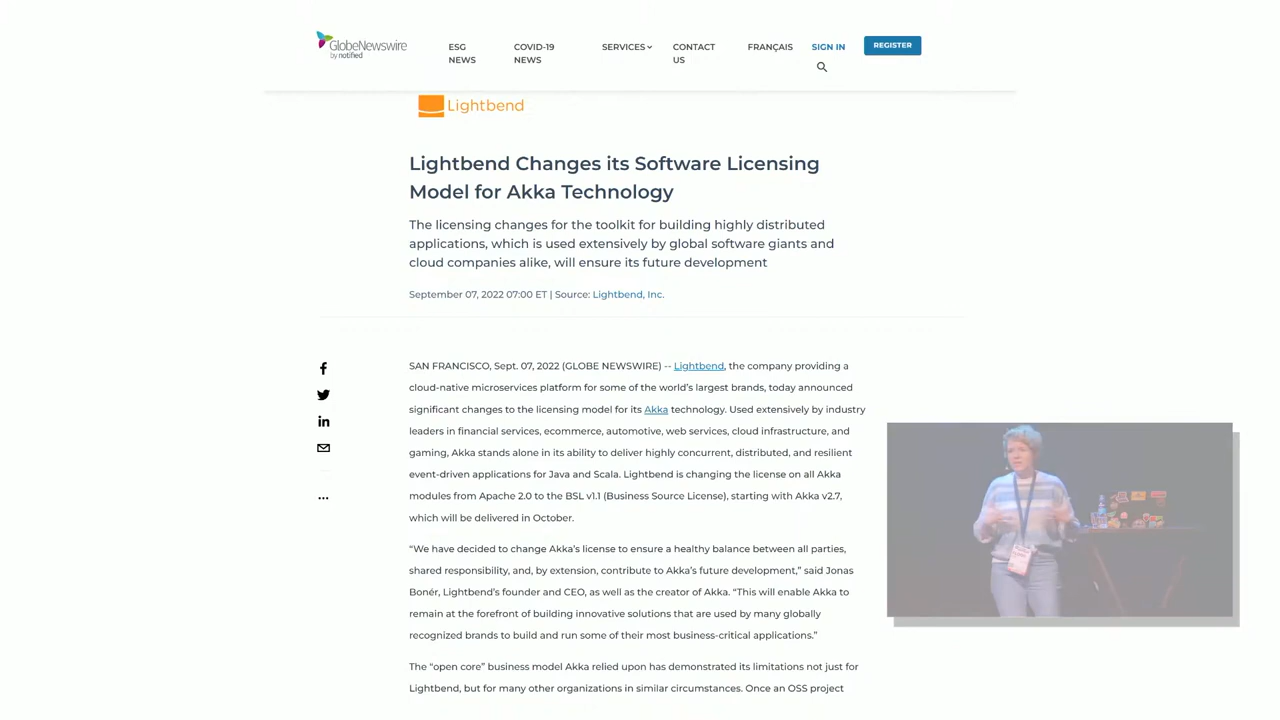 GlobeNewswire
by notified
ESG NEWS
COVID-19 NEWS
SERVICES
CONTACT US
FRANÇAIS
SIGN IN
REGISTER
Lightbend
Lightbend Changes its Software Licensing
Model for Akka Technology
The licensing changes for the toolkit for building highly distributed
applications, which is used extensively by global software giants and
cloud companies alike, will ensure its future development
September 07, 2022 07:00 ET | Source: Lightbend, Inc.
SAN FRANCISCO, Sept. 07, 2022 (GLOBE NEWSWIRE) -- Lightbend, the company providing a
cloud-native microservices platform for some of the world's largest brands, today announced
significant changes to the licensing model for its Akka technology. Used extensively by industry
leaders in financial services, ecommerce, automotive, web services, cloud infrastructure, and
gaming, Akka stands alone in its ability to deliver highly concurrent, distributed, and resilient
event-driven applications for Java and Scala. Lightbend is changing the license on all Akka
modules from Apache 2.0 to the BSL v1.1 (Business Source License), starting with Akka v2.7,
which will be delivered in October.
“We have decided to change Akka's license to ensure a healthy balance between all parties,
shared responsibility, and, by extension, contribute to Akka's future development,” said Jonas
Bonér, Lightbend's founder and CEO, as well as the creator of Akka. “This will enable Akka to
remain at the forefront of building innovative solutions that are used by many globally
recognized brands to build and run some of their most business-critical applications.”
The “open core” business model Akka relied upon has demonstrated its limitations not just for
Lightbend, but for many other organizations in similar circumstances. Once an OSS project